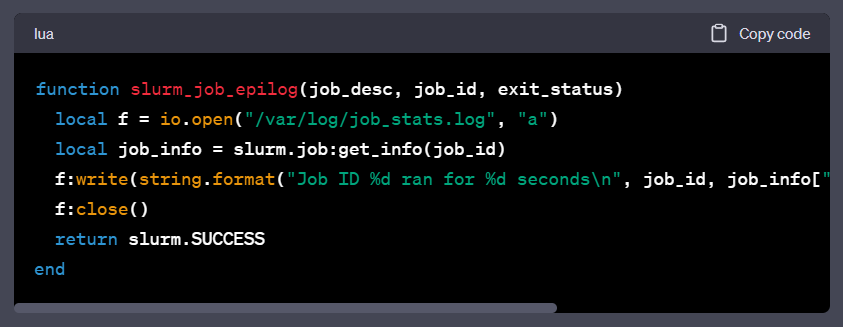 lua
Copy code
function slurm_job_epilog(job_desc, job_id, exit_status)
local f = io.open("/var/log/job_stats.log", "a")
local job_info = slurm.job:get_info(job_id)
f:write(string.format("Job ID %d ran for %d seconds\n", job_id, job_info["
f:close()
return slurm.SUCCESS
end